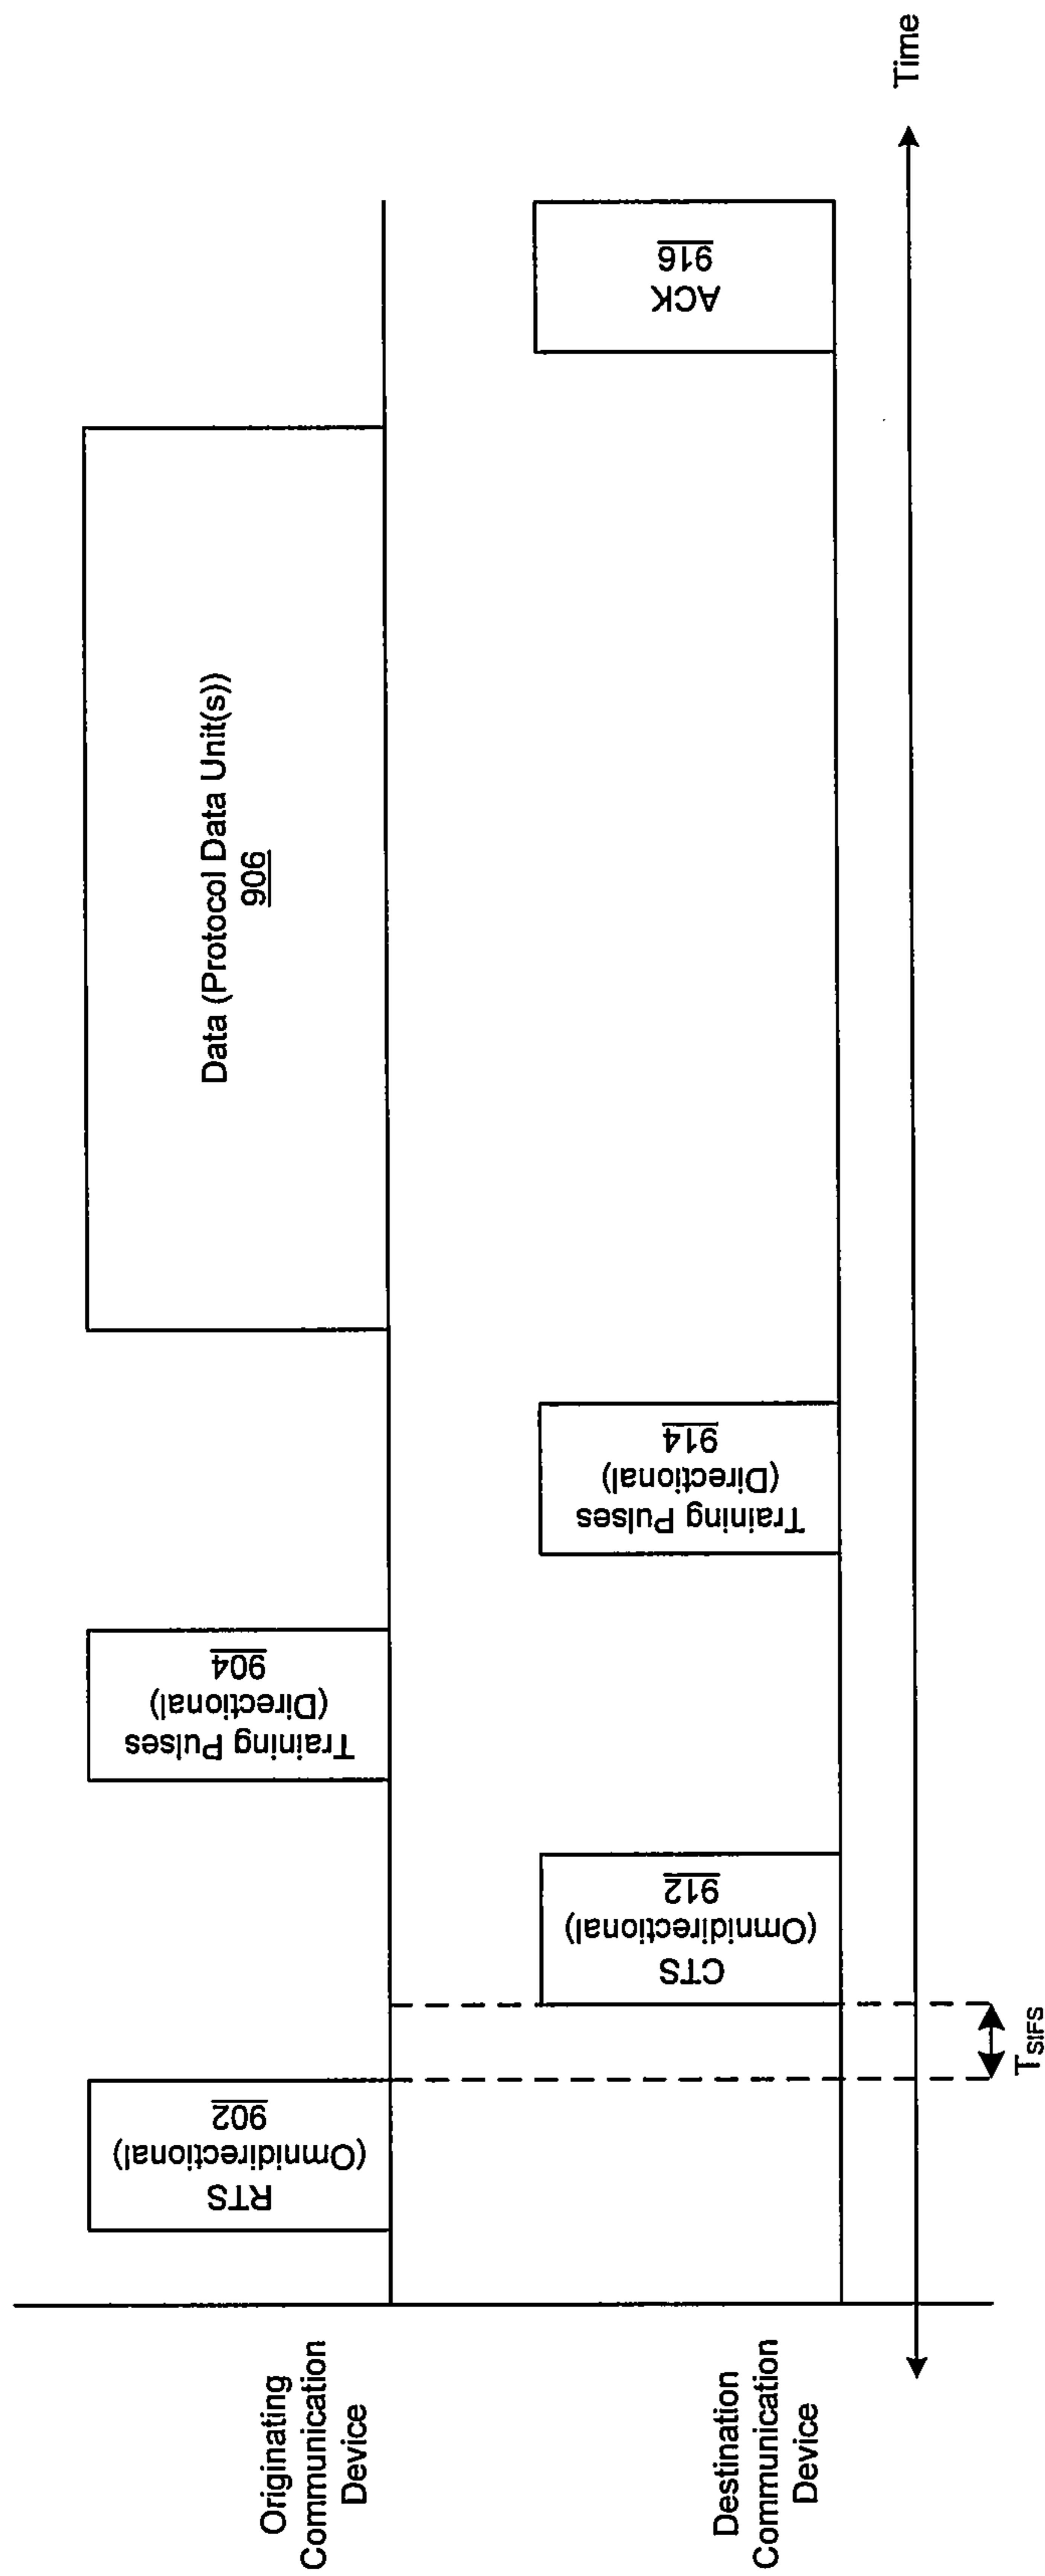 Originating
Communication
Device
RTS
(Omnidirectional)
902
Training Pulses
(Directional)
904
Data (Protocol Data Unit(s))
906
Destination
Communication
Device
CTS
(Omnidirectional)
912
Training Pulses
(Directional)
914
ACK
916
TSIFS
Time